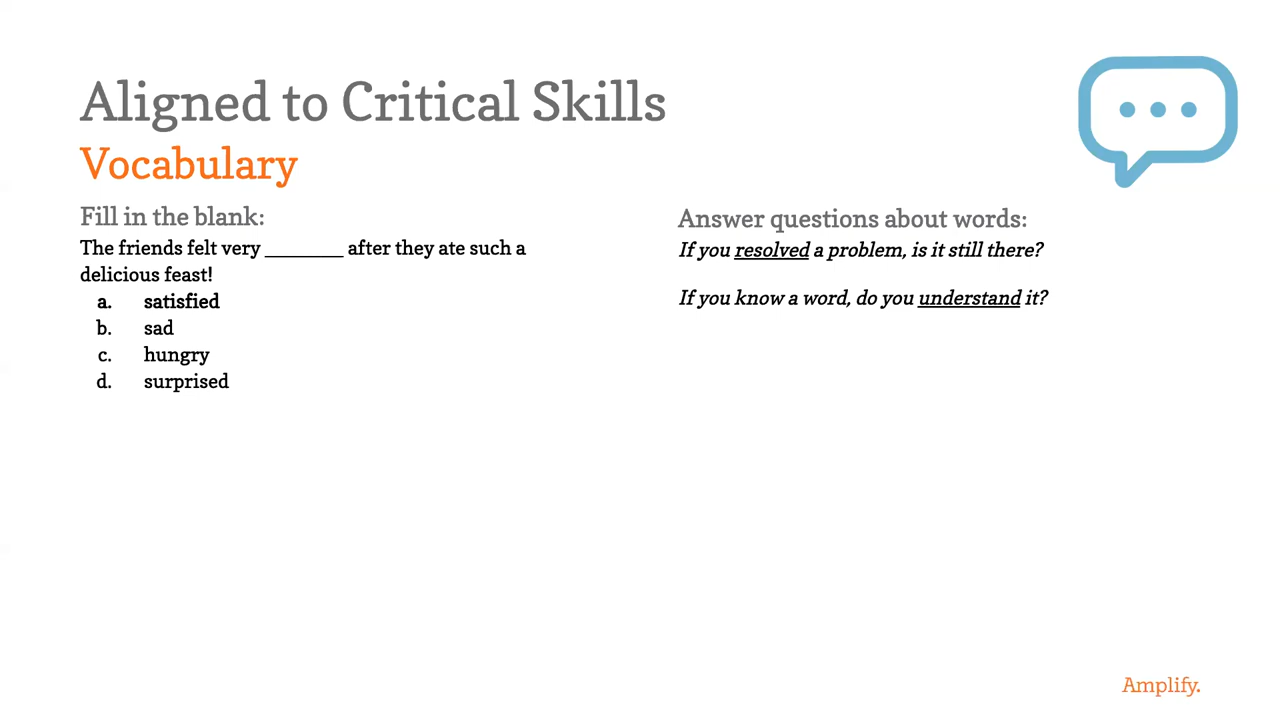 Aligned to Critical Skills
Vocabulary
Fill in the blank:
The friends felt very ________ after they ate such a
delicious feast!
a. satisfied
b. sad
c. hungry
d. surprised
Answer questions about words:
If you resolved a problem, is it still there?
If you know a word, do you understand it?
Amplify.